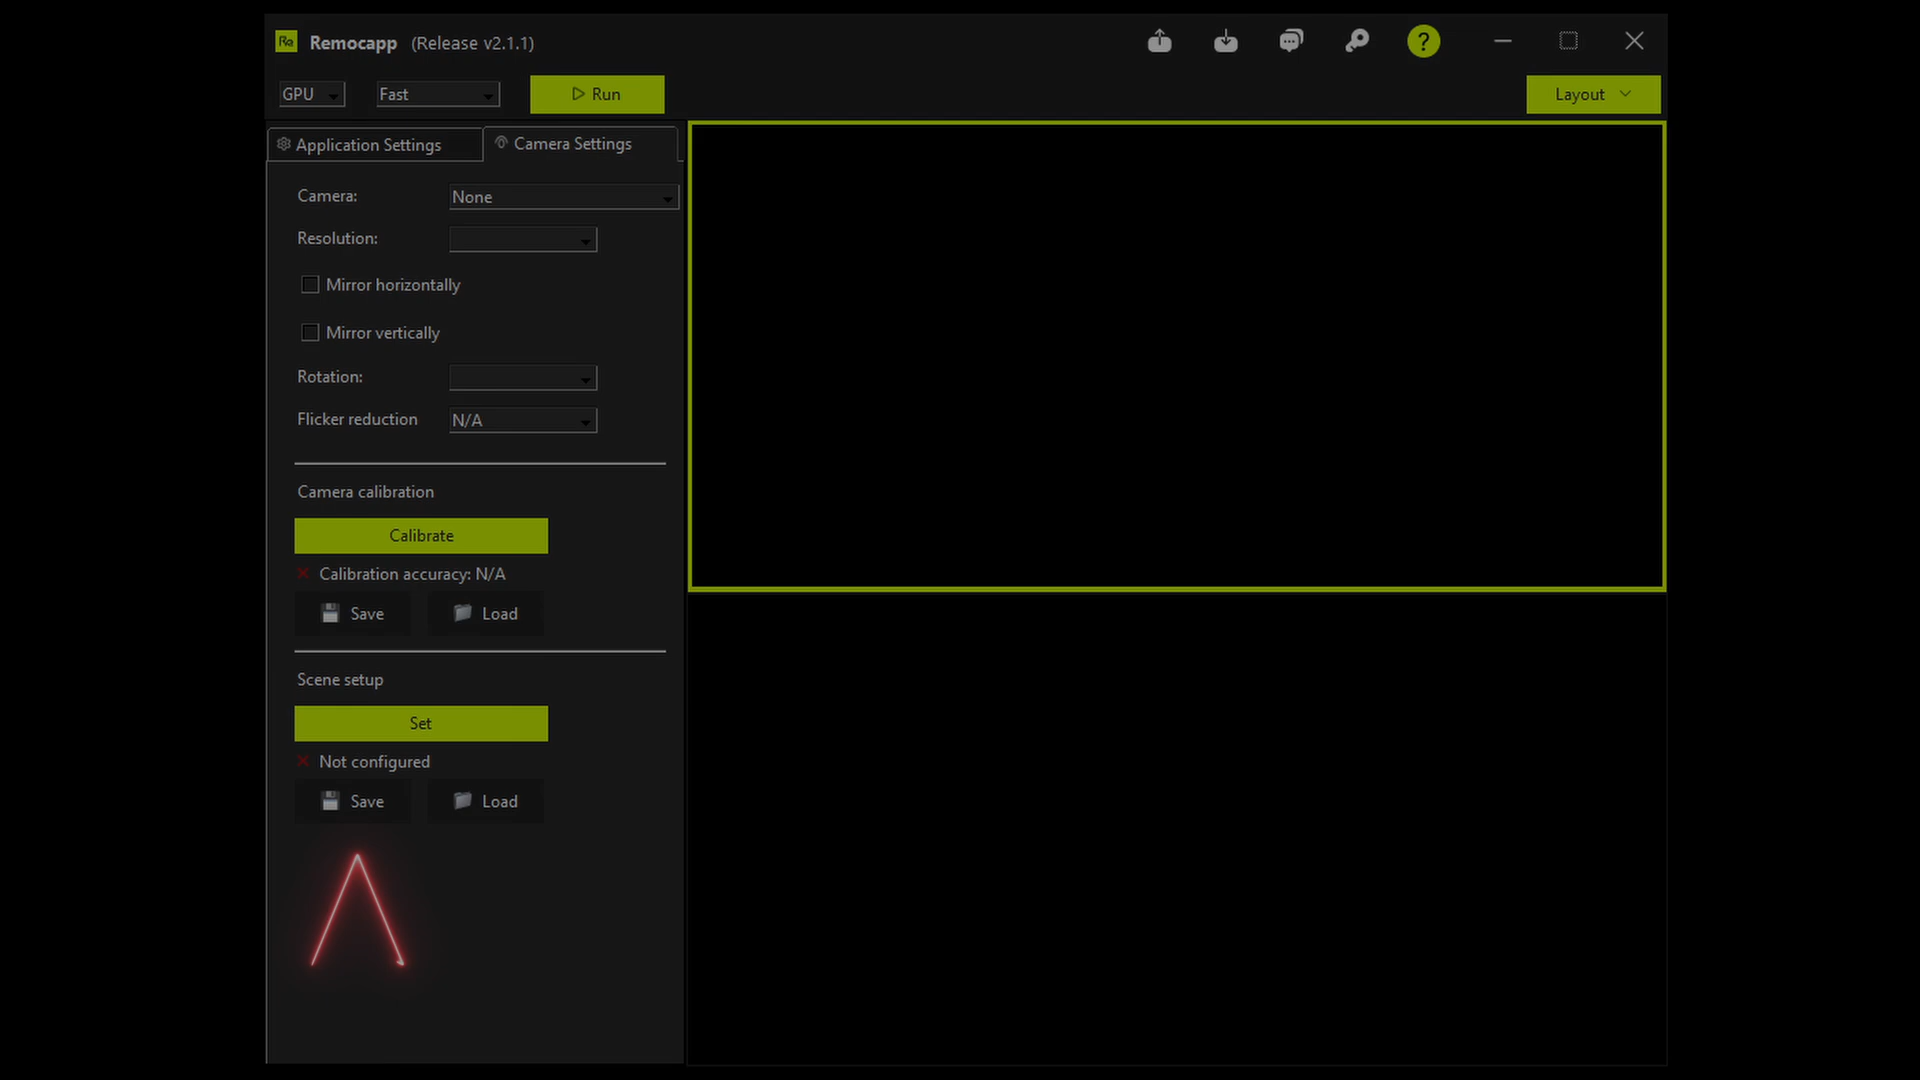 Re Remocapp (Release v2.1.1) ?
GPU Fast Run Layout
Application Settings Camera Settings
Camera: None
Resolution:
Mirror horizontally
Mirror vertically
Rotation:
Flicker reduction N/A
Camera calibration
Calibrate
Calibration accuracy: N/A
Save Load
Scene setup
Set
Not configured
Save Load